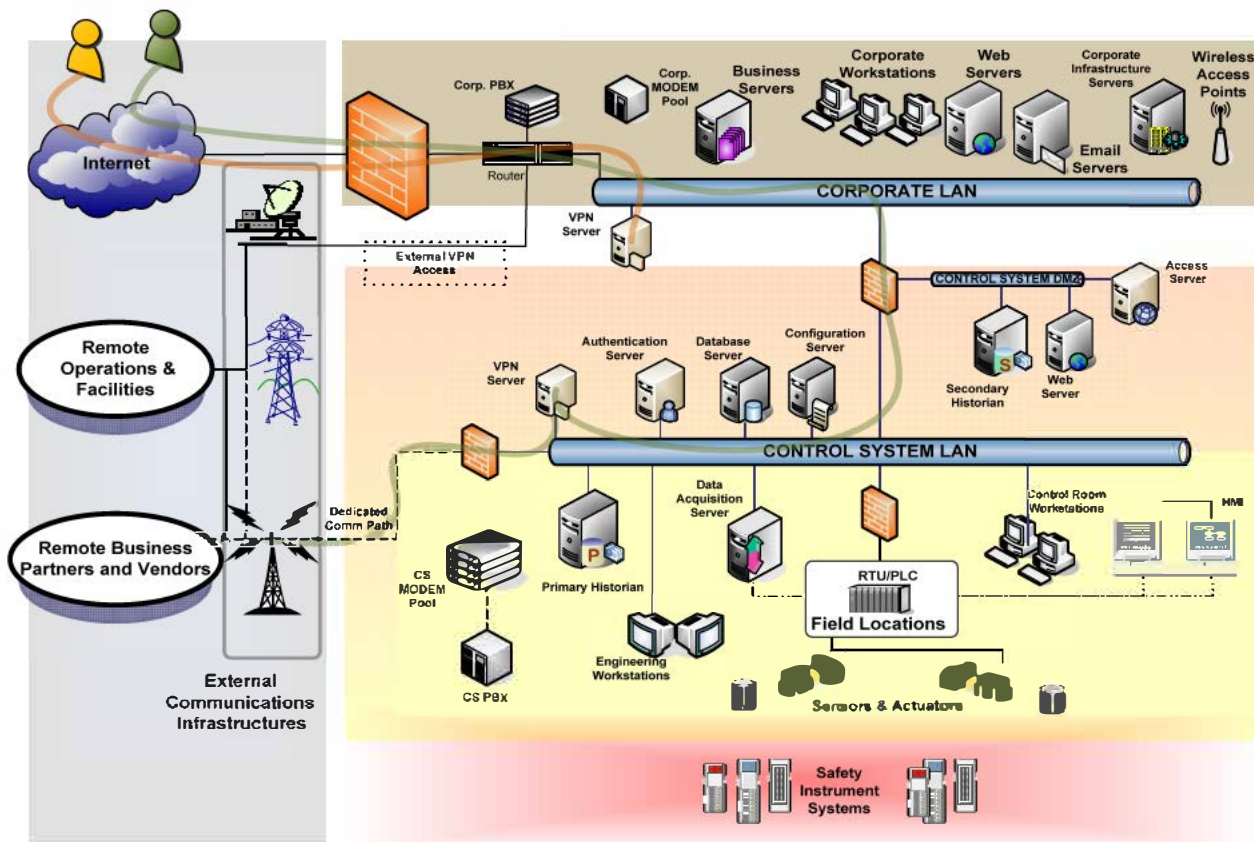 Internet
Corp. PBX
Router
Corp.
MODEM
Pool
Business
Servers
Corporate
Workstations
Web
Servers
Email
Servers
Corporate
Infrastructure
Servers
Wireless
Access
Points
CORPORATE LAN
VPN
Server
External VPN
Access
CONTROL SYSTEM DMZ
Access
Server
Secondary
Historian
S
Web
Server
Remote
Operations &
Facilities
VPN
Server
Authentication
Server
Database
Server
Configuration
Server
CONTROL SYSTEM LAN
Dedicated
Comm Path
Remote Business
Partners and Vendors
External
Communications
Infrastructures
CS
MODEM
Pool
CS PBX
P
Primary Historian
Engineering
Workstations
Data
Acquisition
Server
RTU/PLC
Field Locations
Control Room
Workstations
HMI
Sensors & Actuators
Safety
Instrument
Systems